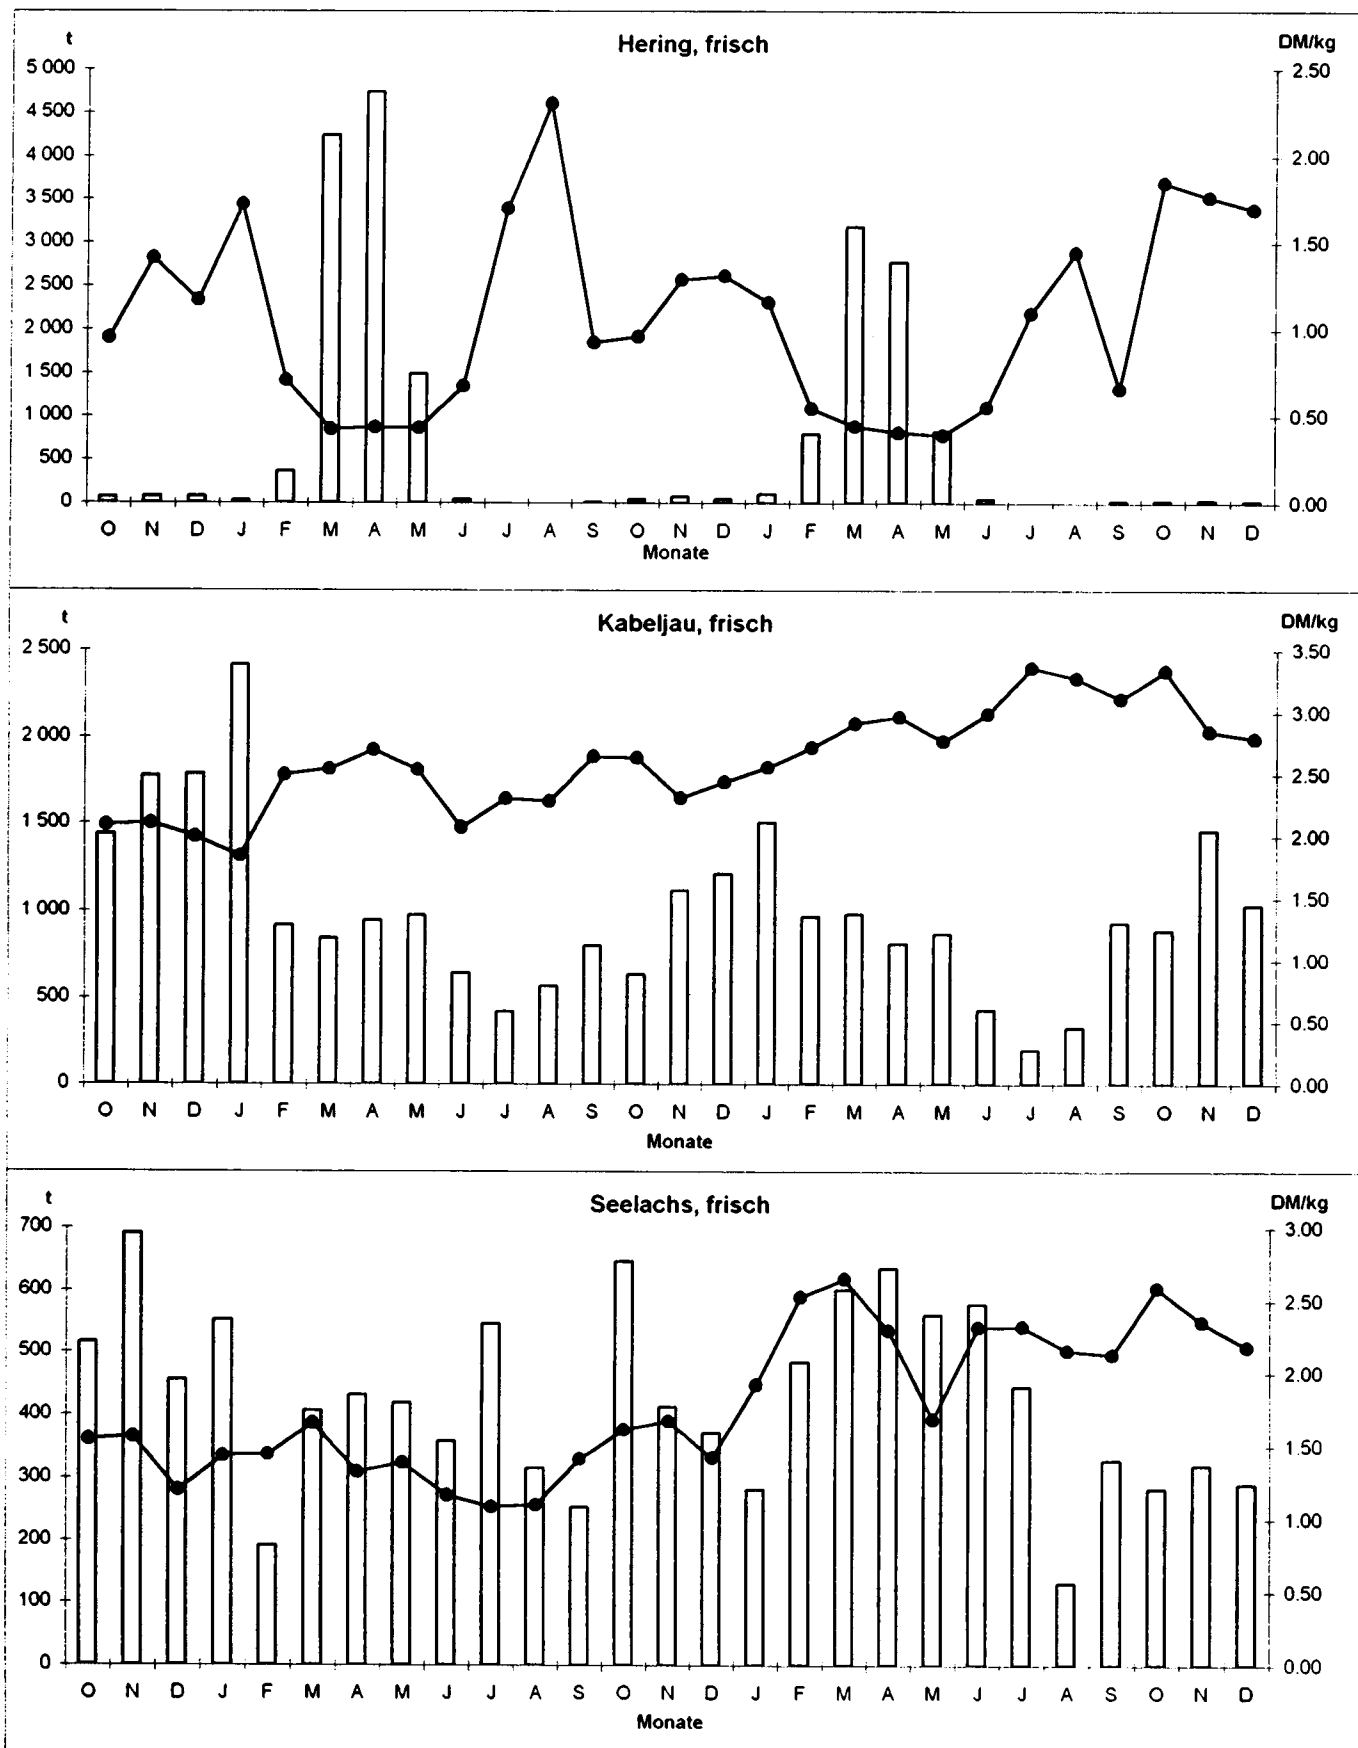 t Hering, frisch DM/kg
5 000 2.50
4 500
4 000 2.00
3 500
3 000 1.50
2 500
2 000 1.00
1 500
1 000 0.50
500
0 0.00
O N D J F M A M J J A S O N D J F M A M J J A S O N D
Monate
t Kabeljau, frisch DM/kg
2 500 3.50
3.00
2 000
2.50
1 500 2.00
1 000 1.50
1.00
500
0.50
0 0.00
O N D J F M A M J J A S O N D J F M A M J J A S O N D
Monate
t Seelachs, frisch DM/kg
700 3.00
600
2.50
500
2.00
400
1.50
300
200 1.00
100 0.50
0 0.00
O N D J F M A M J J A S O N D J F M A M J J A S O N D
Monate